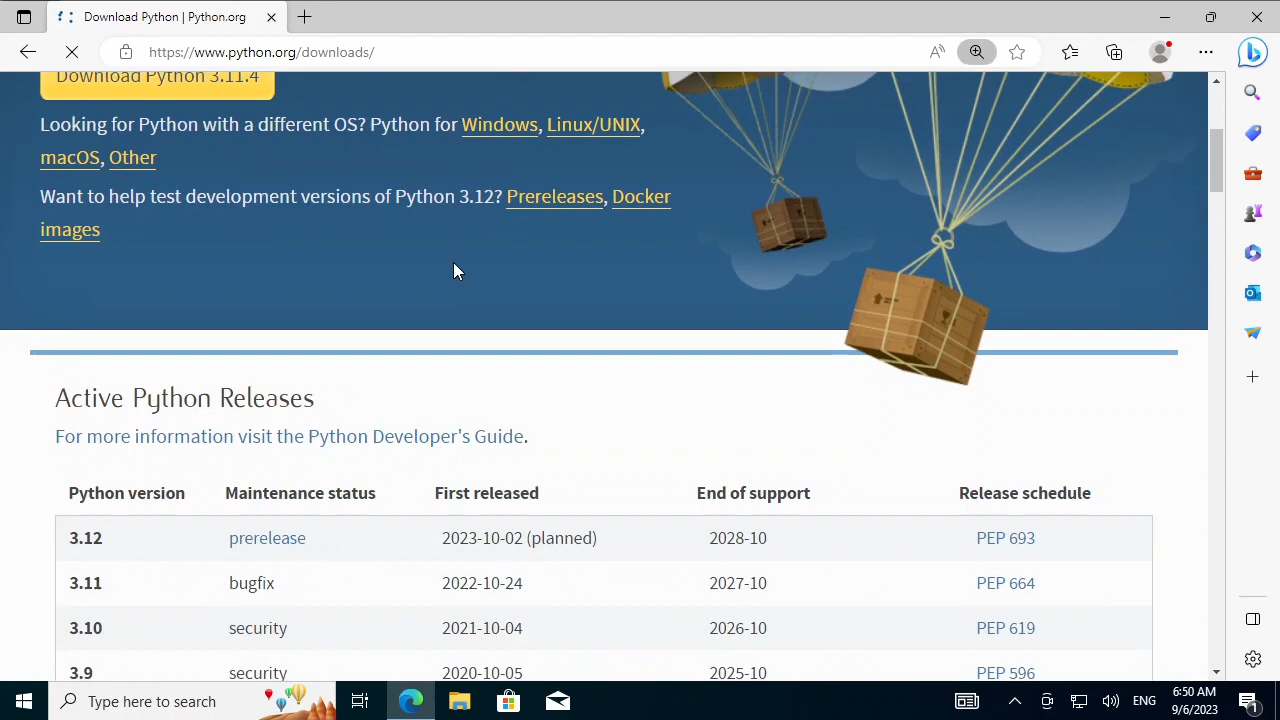 Download Python | Python.org
https://www.python.org/downloads/
Download Python 3.11.4
Looking for Python with a different OS? Python for Windows, Linux/UNIX,
macOS, Other
Want to help test development versions of Python 3.12? Prereleases, Docker
images
Active Python Releases
For more information visit the Python Developer's Guide.
Python version Maintenance status First released End of support Release schedule
3.12 prerelease 2023-10-02 (planned) 2028-10 PEP 693
3.11 bugfix 2022-10-24 2027-10 PEP 664
3.10 security 2021-10-04 2026-10 PEP 619
3.9 security 2020-10-05 2025-10 PEP 596
Type here to search
ENG
6:50 AM
9/6/2023
1